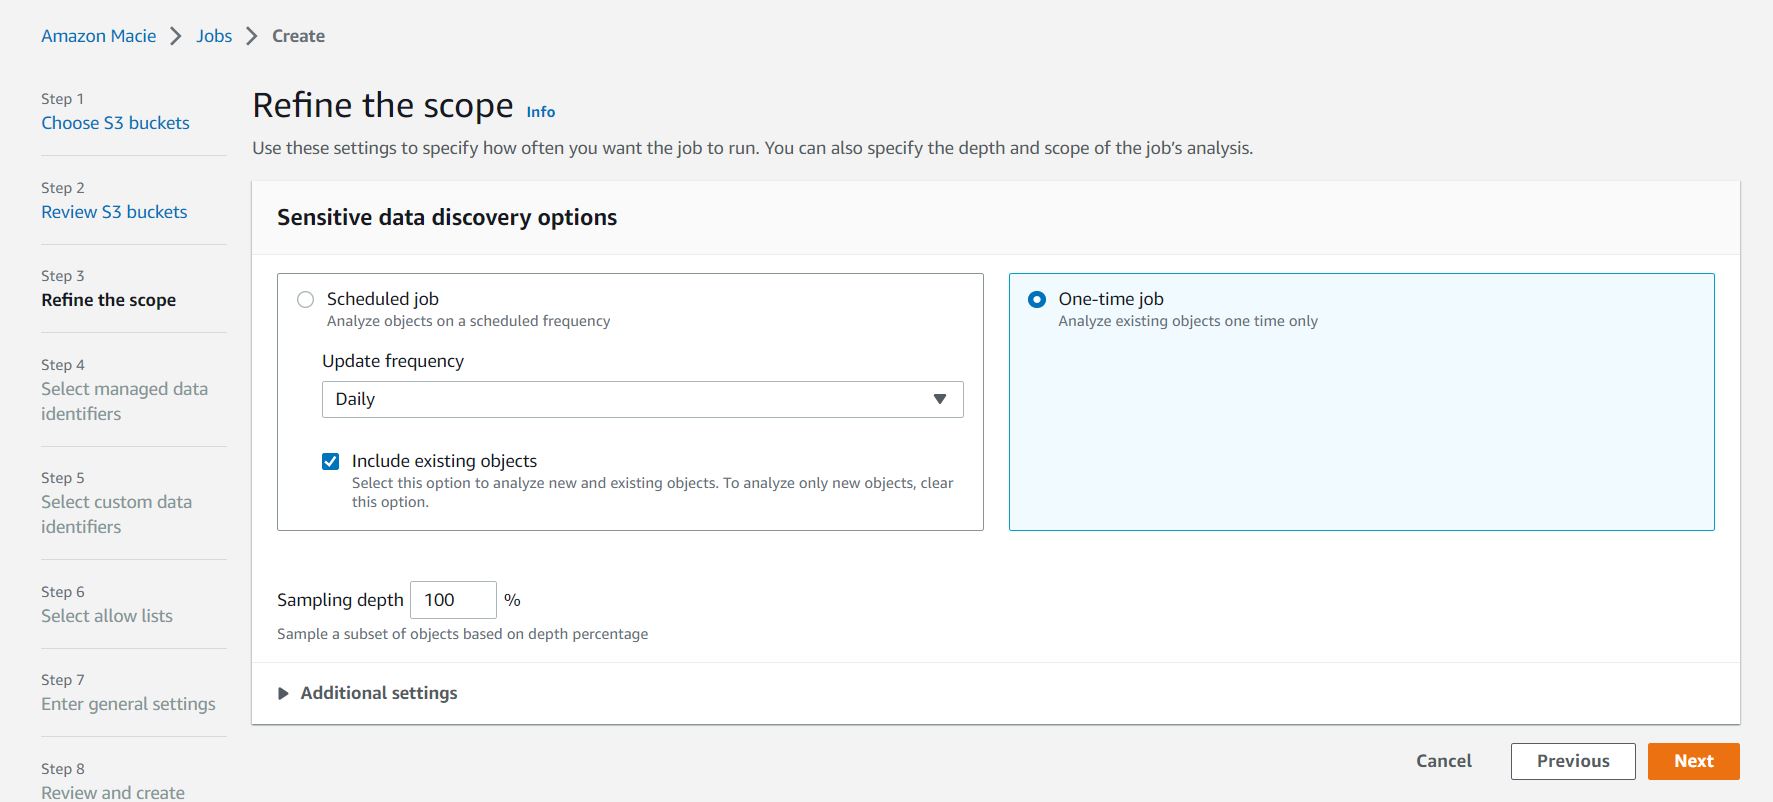 Amazon Macie > Jobs > Create
Step 1
Choose S3 buckets
Step 2
Review S3 buckets
Step 3
Refine the scope
Step 4
Select managed data
identifiers
Step 5
Select custom data
identifiers
Step 6
Select allow lists
Step 7
Enter general settings
Step 8
Review and create
Refine the scope Info
Use these settings to specify how often you want the job to run. You can also specify the depth and scope of the job’s analysis.
Sensitive data discovery options
Scheduled job
Analyze objects on a scheduled frequency
Update frequency
Daily
Include existing objects
Select this option to analyze new and existing objects. To analyze only new objects, clear
this option.
One-time job
Analyze existing objects one time only
Sampling depth 100 %
Sample a subset of objects based on depth percentage
Additional settings
Cancel Previous Next